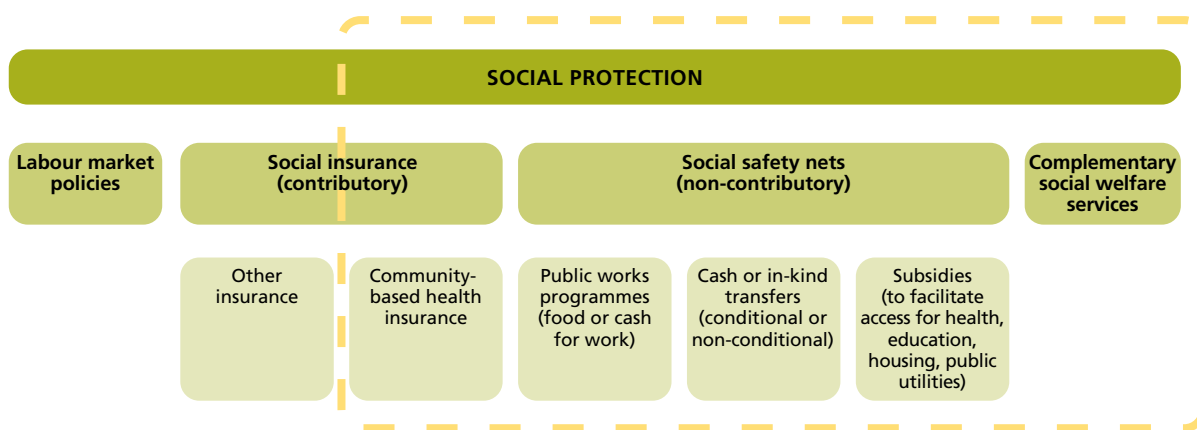 SOCIAL PROTECTION
Labour market
policies
Social insurance
(contributory)
Social safety nets
(non-contributory)
Complementary
social welfare
services
Other
insurance
Community-
based health
insurance
Public works
programmes
(food or cash
for work)
Cash or in-kind
transfers
(conditional or
non-conditional)
Subsidies
(to facilitate
access for health,
education,
housing, public
utilities)